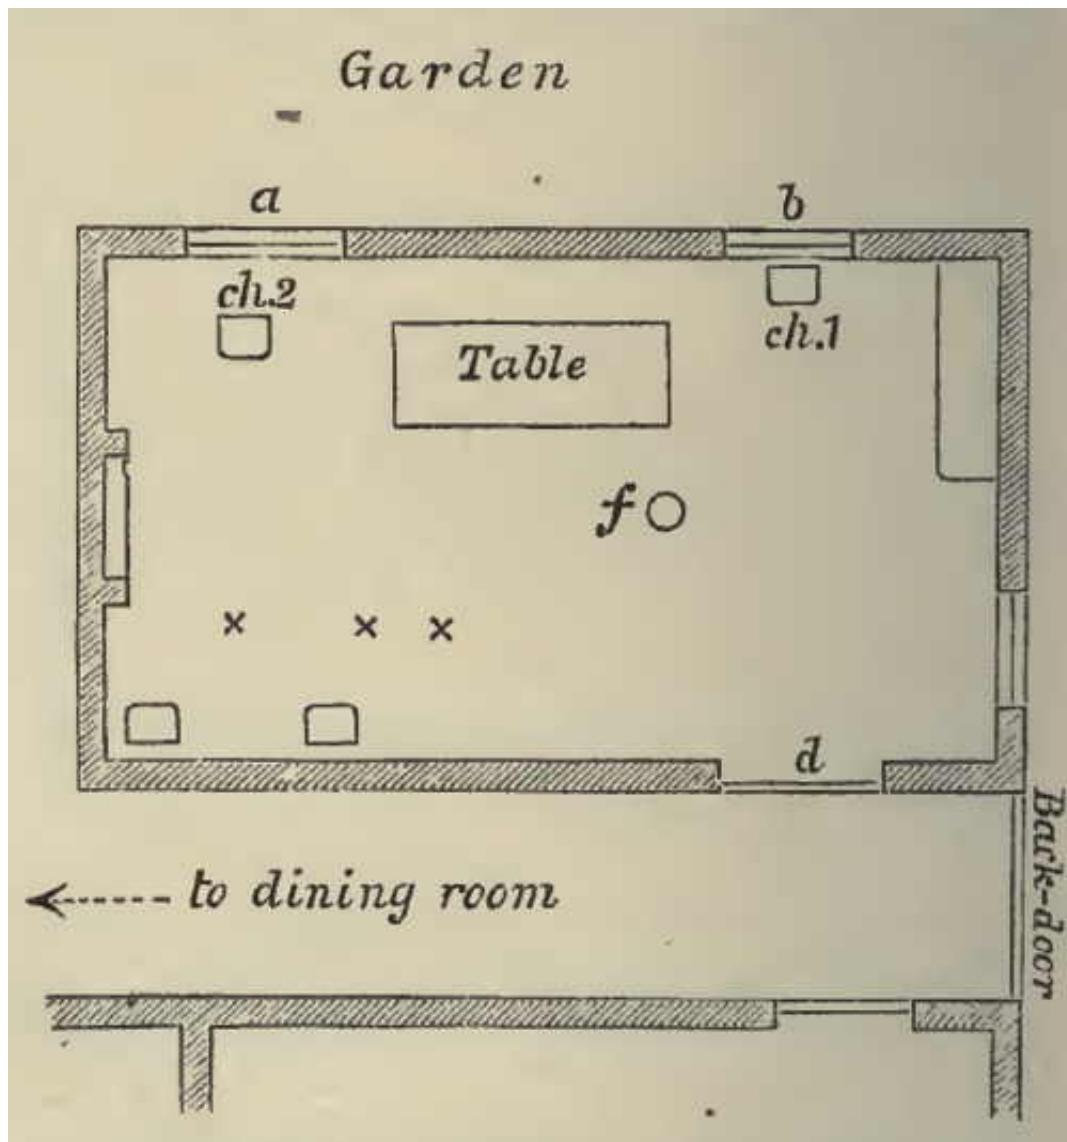 Garden
a
b
ch.2
ch.1
Table
f
x x x
d
Back-door
to dining room